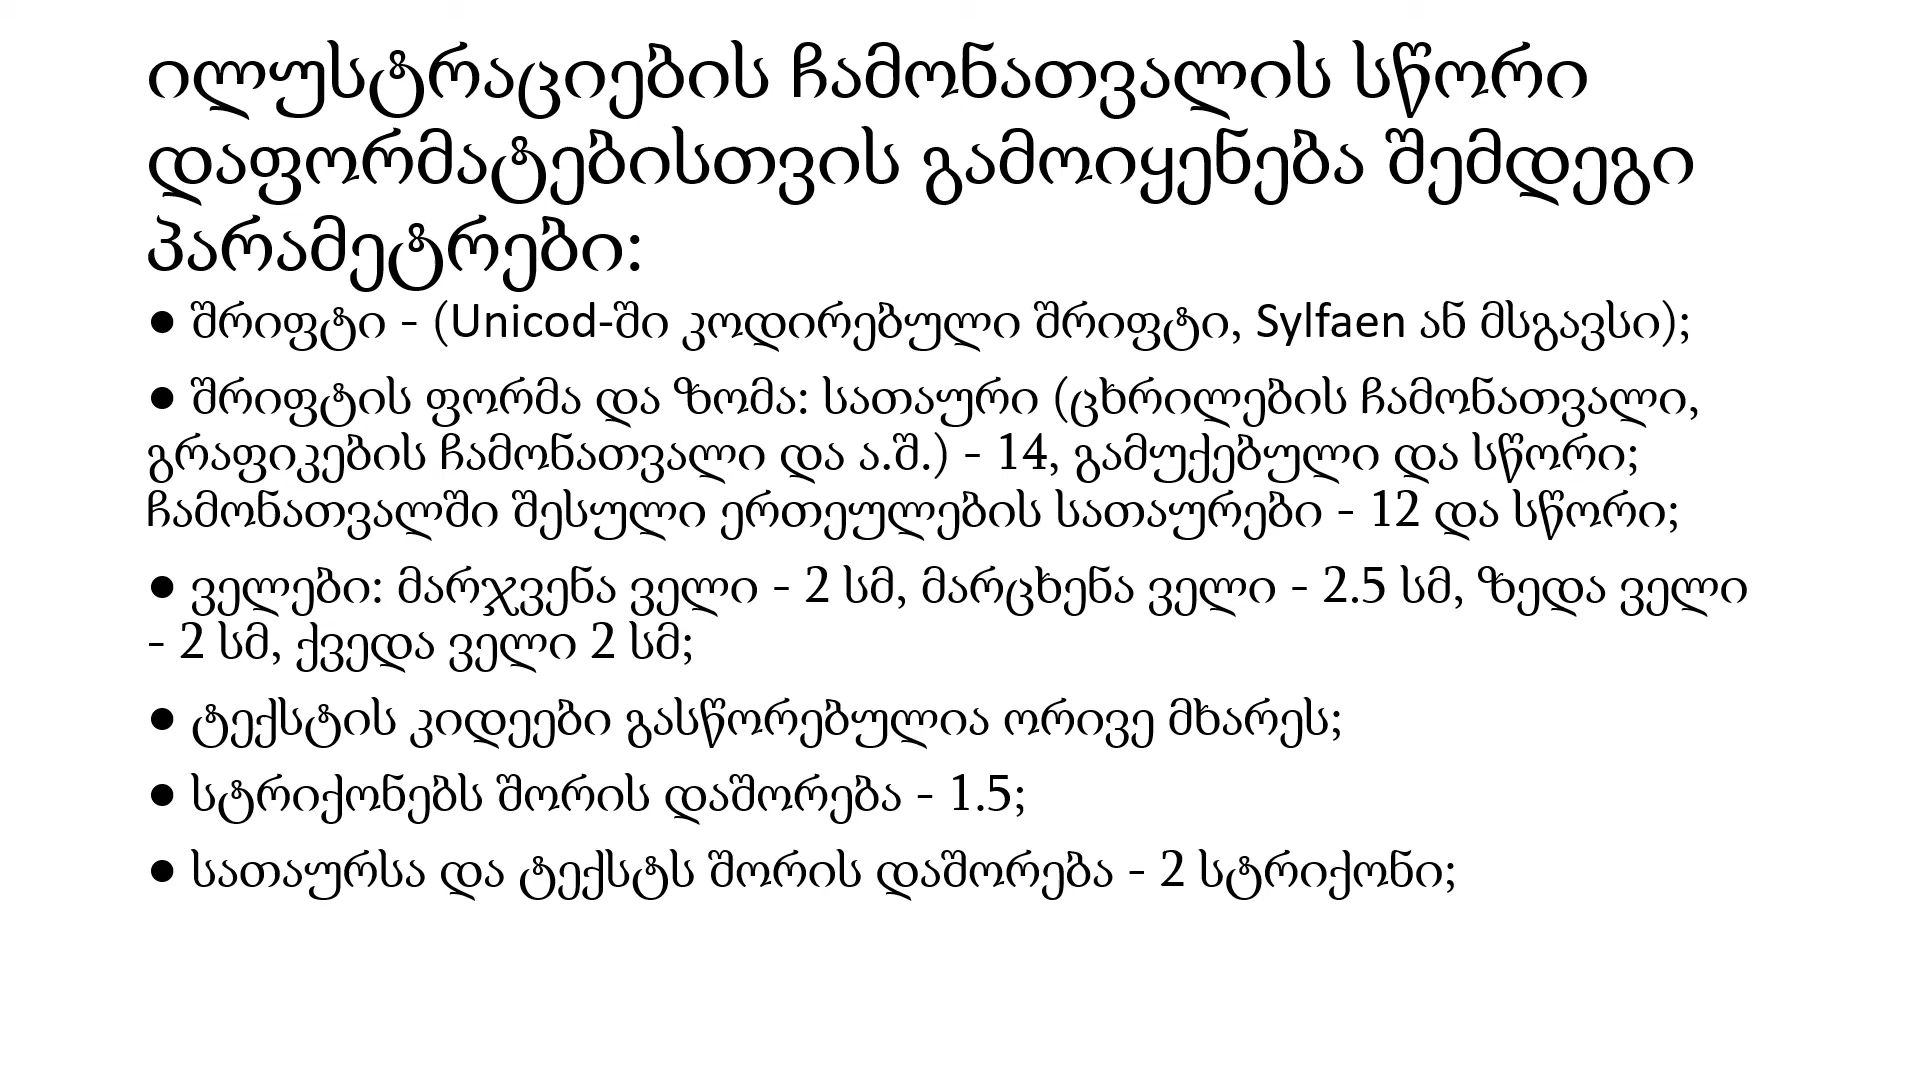 ილუსტრაციების ჩამონათვალის სწორი
დაფორმატებისთვის გამოიყენება შემდეგი
პარამეტრები:
● შრიფტი - (Unicod-ში კოდირებული შრიფტი, Sylfaen ან მსგავსი);
● შრიფტის ფორმა და ზომა: სათაური (ცხრილების ჩამონათვალი,
გრაფიკების ჩამონათვალი და ა.შ.) - 14, გამუქებული და სწორი;
ჩამონათვალში შესული ერთეულების სათაურები - 12 და სწორი;
● ველები: მარჯვენა ველი - 2 სმ, მარცხენა ველი - 2.5 სმ, ზედა ველი
- 2 სმ, ქვედა ველი 2 სმ;
● ტექსტის კიდეები გასწორებულია ორივე მხარეს;
● სტრიქონებს შორის დაშორება - 1.5;
● სათაურსა და ტექსტს შორის დაშორება - 2 სტრიქონი;